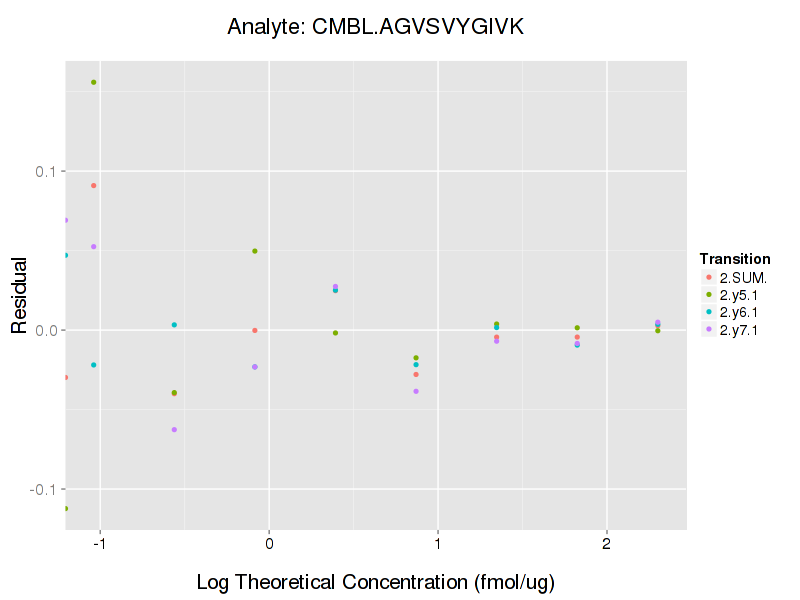 Analyte: CMBL.AGVSVYGIVK
Residual
0.1
0.0
-0.1
-1
0
1
2
Log Theoretical Concentration (fmol/ug)
Transition
2.SUM.
2.y5.1
2.y6.1
2.y7.1